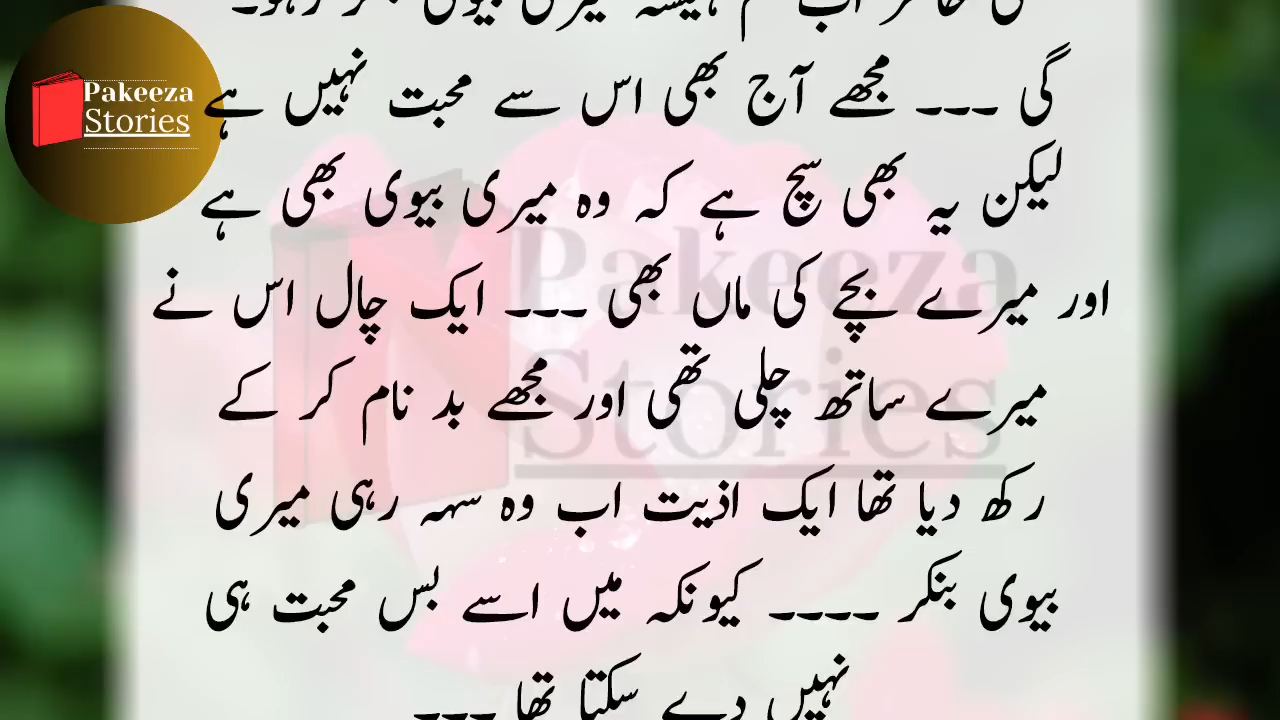 Pakeeza
Stories
گی ۔۔۔ مجھے آج بھی اس سے محبت نہیں ہے
لیکن یہ بھی سچ ہے کہ وہ میری بیوی بھی ہے
اور میرے بچے کی ماں بھی ۔۔۔ ایک چال اس نے
میرے ساتھ چلی تھی اور مجھے بد نام کر کے
رکھ دیا تھا ایک اذیت اب وہ سہہ رہی میری
بیوی بنکر ۔۔۔۔ کیونکہ میں اسے بس محبت ہی
نہیں دے سکتا تھا ۔۔۔
Pakeeza
Stories